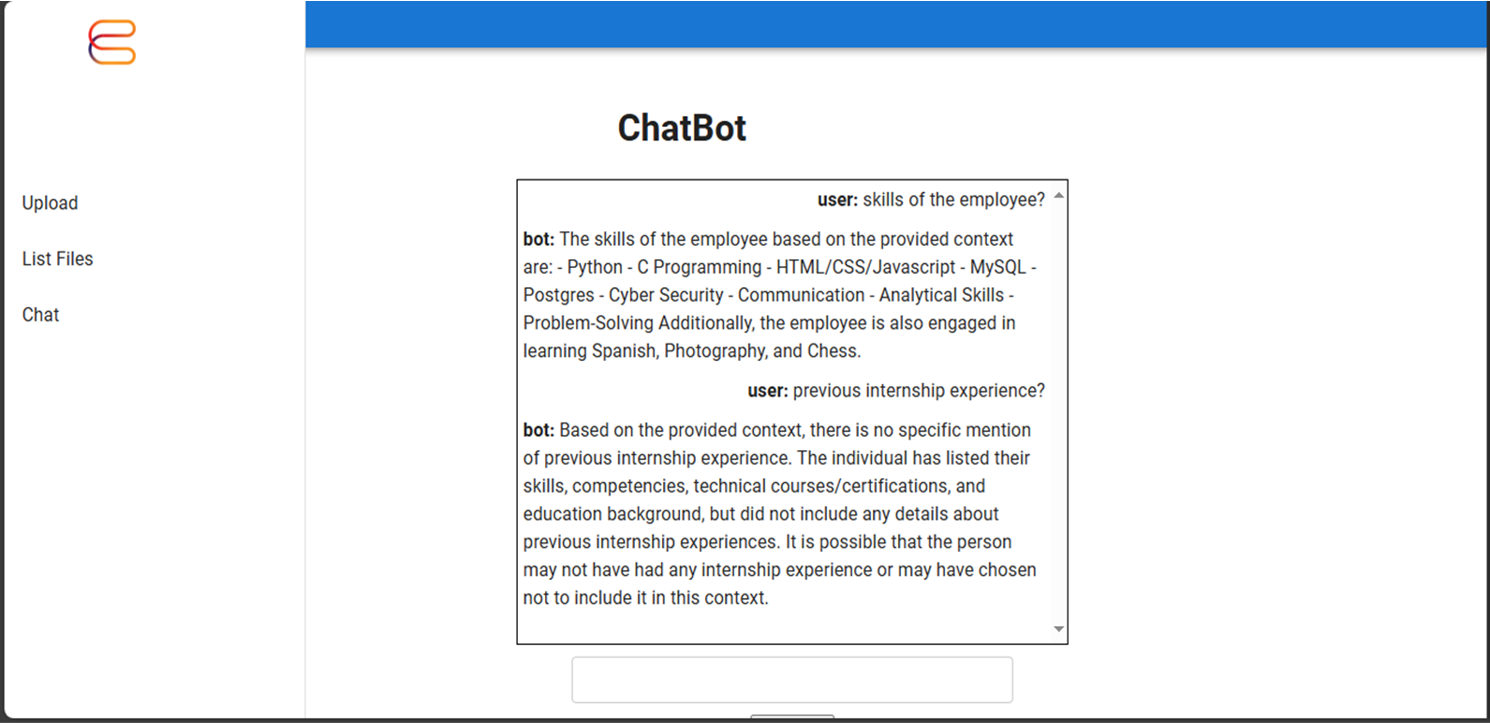 ChatBot
Upload
List Files
Chat
user: skills of the employee?
bot: The skills of the employee based on the provided context
are: - Python - C Programming - HTML/CSS/Javascript - MySQL -
Postgres - Cyber Security - Communication - Analytical Skills -
Problem-Solving Additionally, the employee is also engaged in
learning Spanish, Photography, and Chess.
user: previous internship experience?
bot: Based on the provided context, there is no specific mention
of previous internship experience. The individual has listed their
skills, competencies, technical courses/certifications, and
education background, but did not include any details about
previous internship experiences. It is possible that the person
may not have had any internship experience or may have chosen
not to include it in this context.